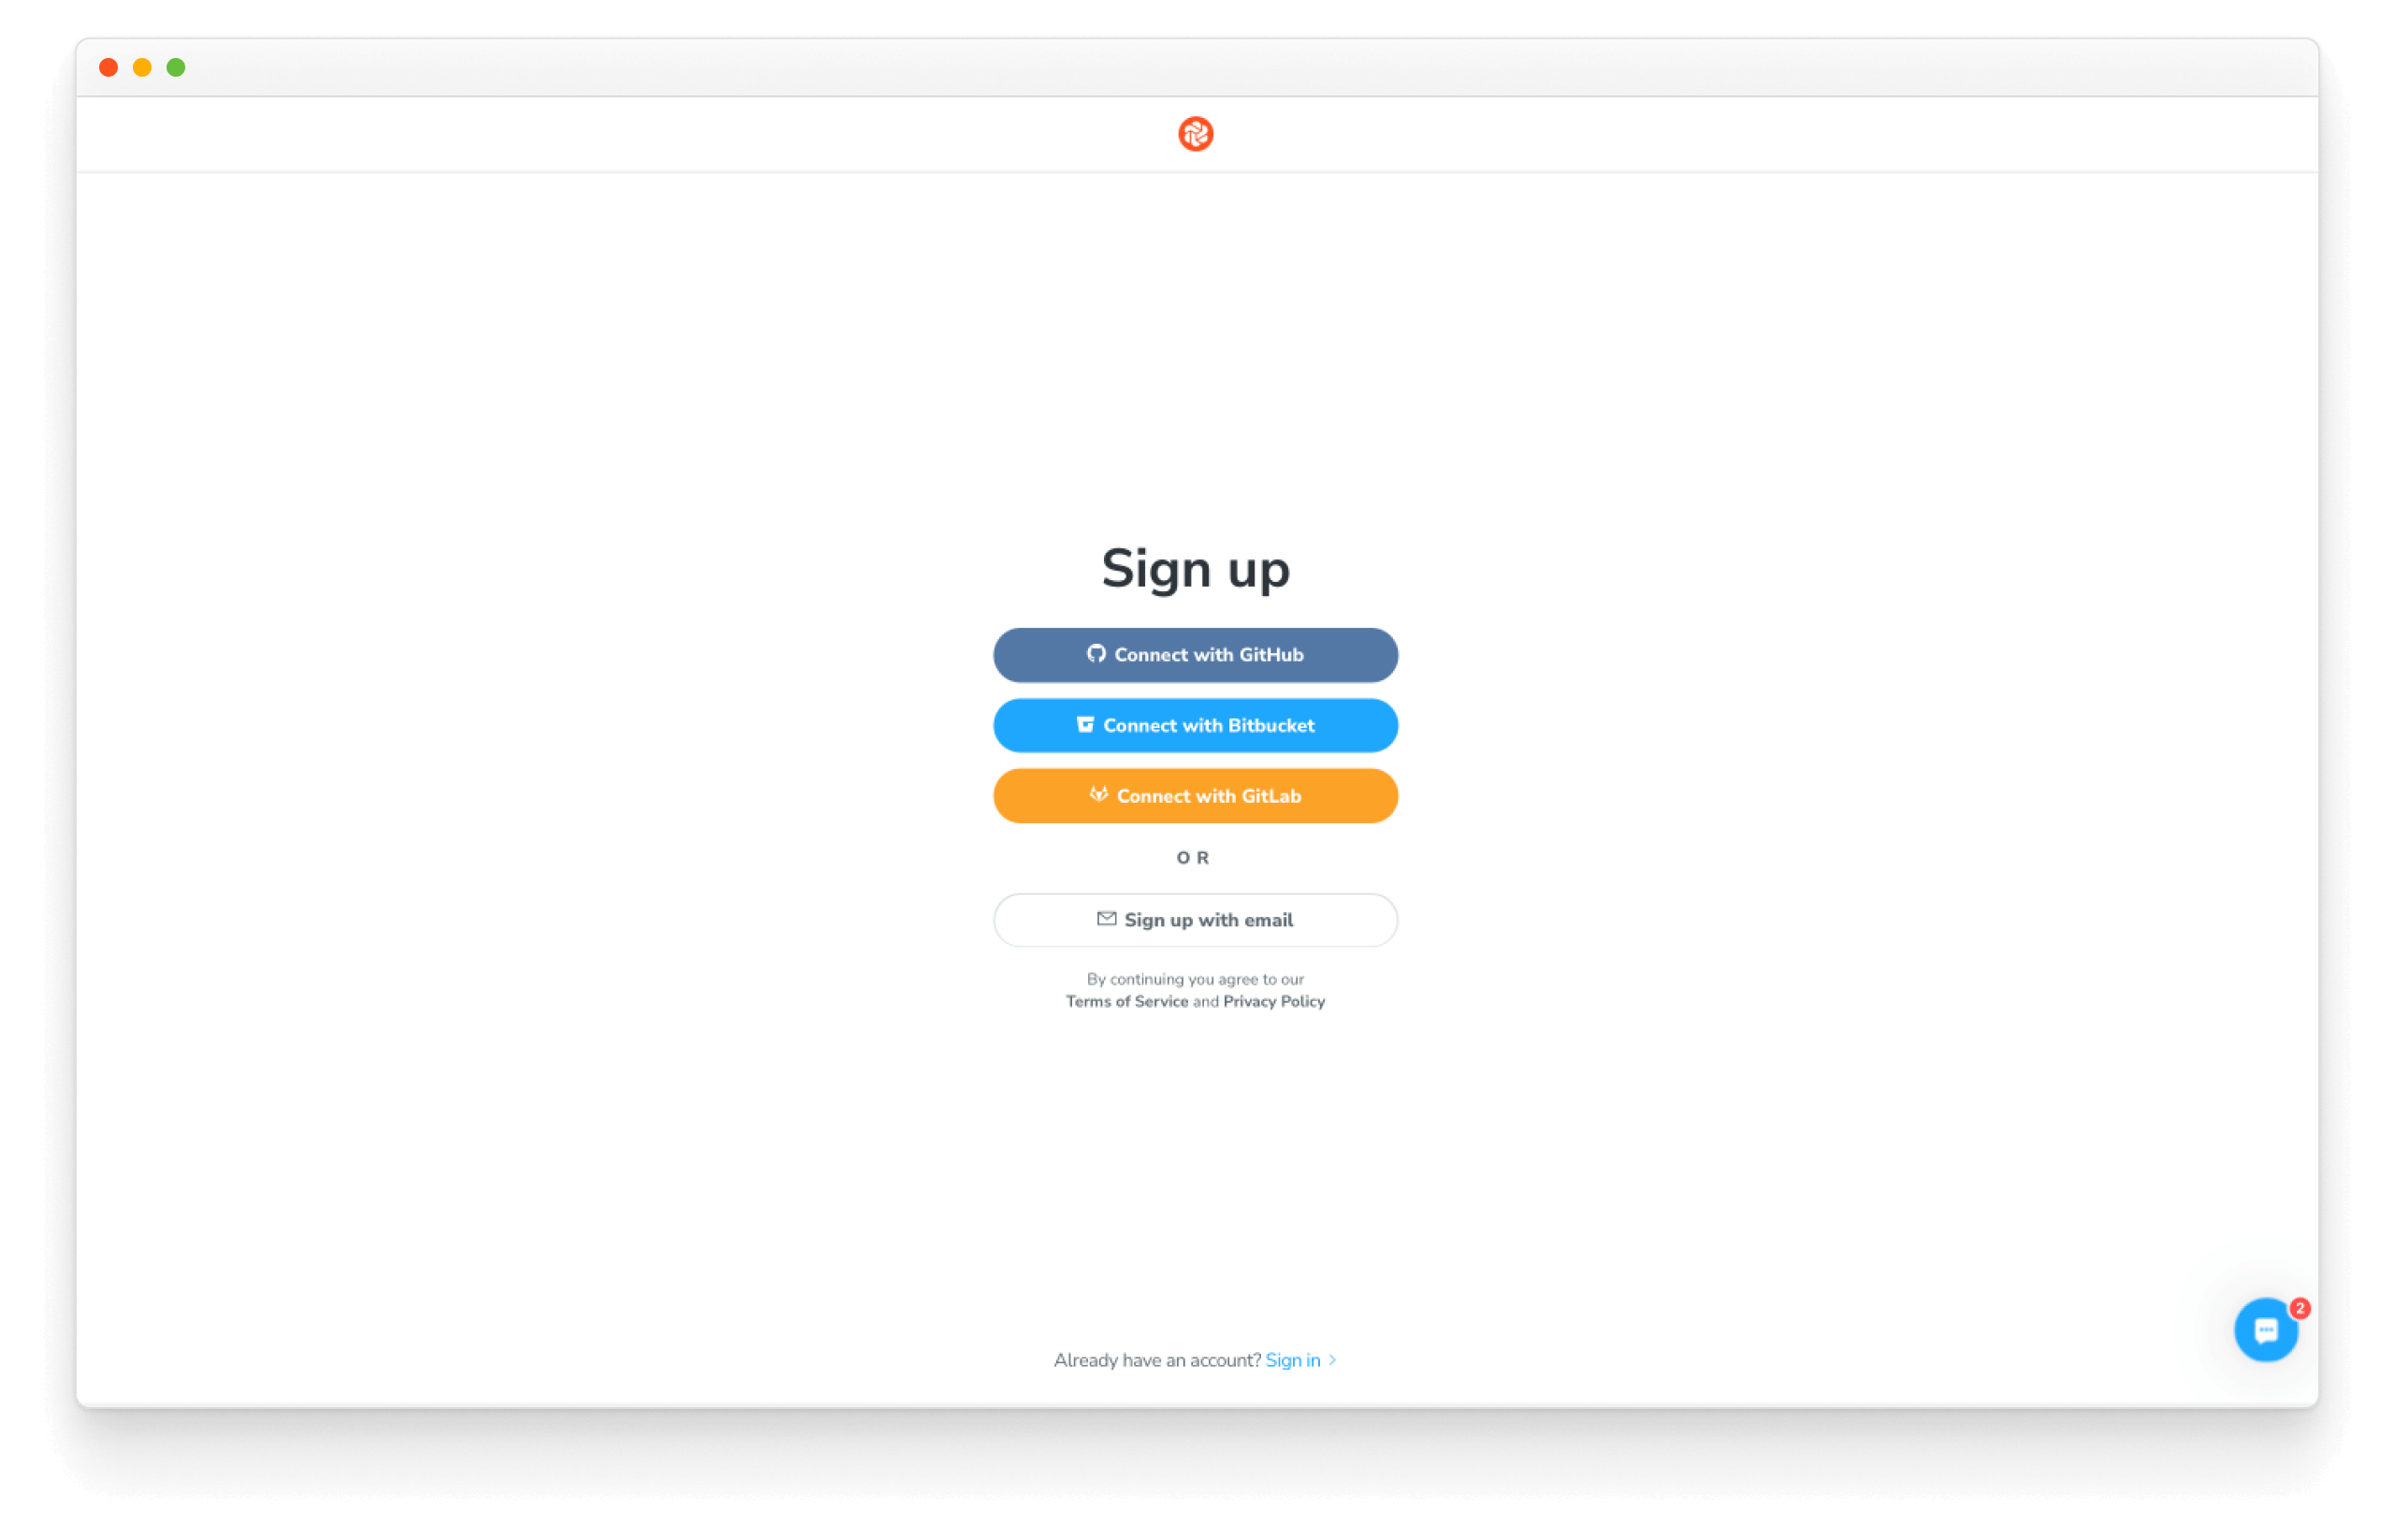 Sign up
Connect with GitHub
Connect with Bitbucket
Connect with GitLab
OR
Sign up with email
By continuing you agree to our
Terms of Service and Privacy Policy
2
Already have an account? Sign in